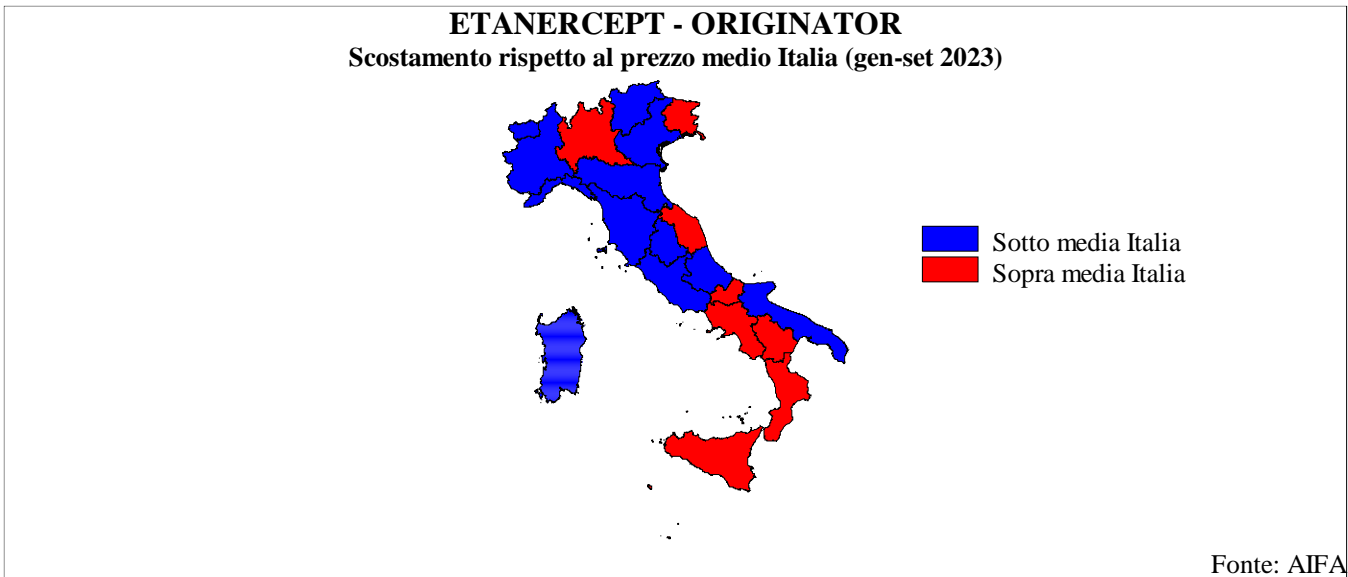 ETANERCEPT - ORIGINATOR
Scostamento rispetto al prezzo medio Italia (gen-set 2023)
Sotto media Italia
Sopra media Italia
Fonte: AIFA